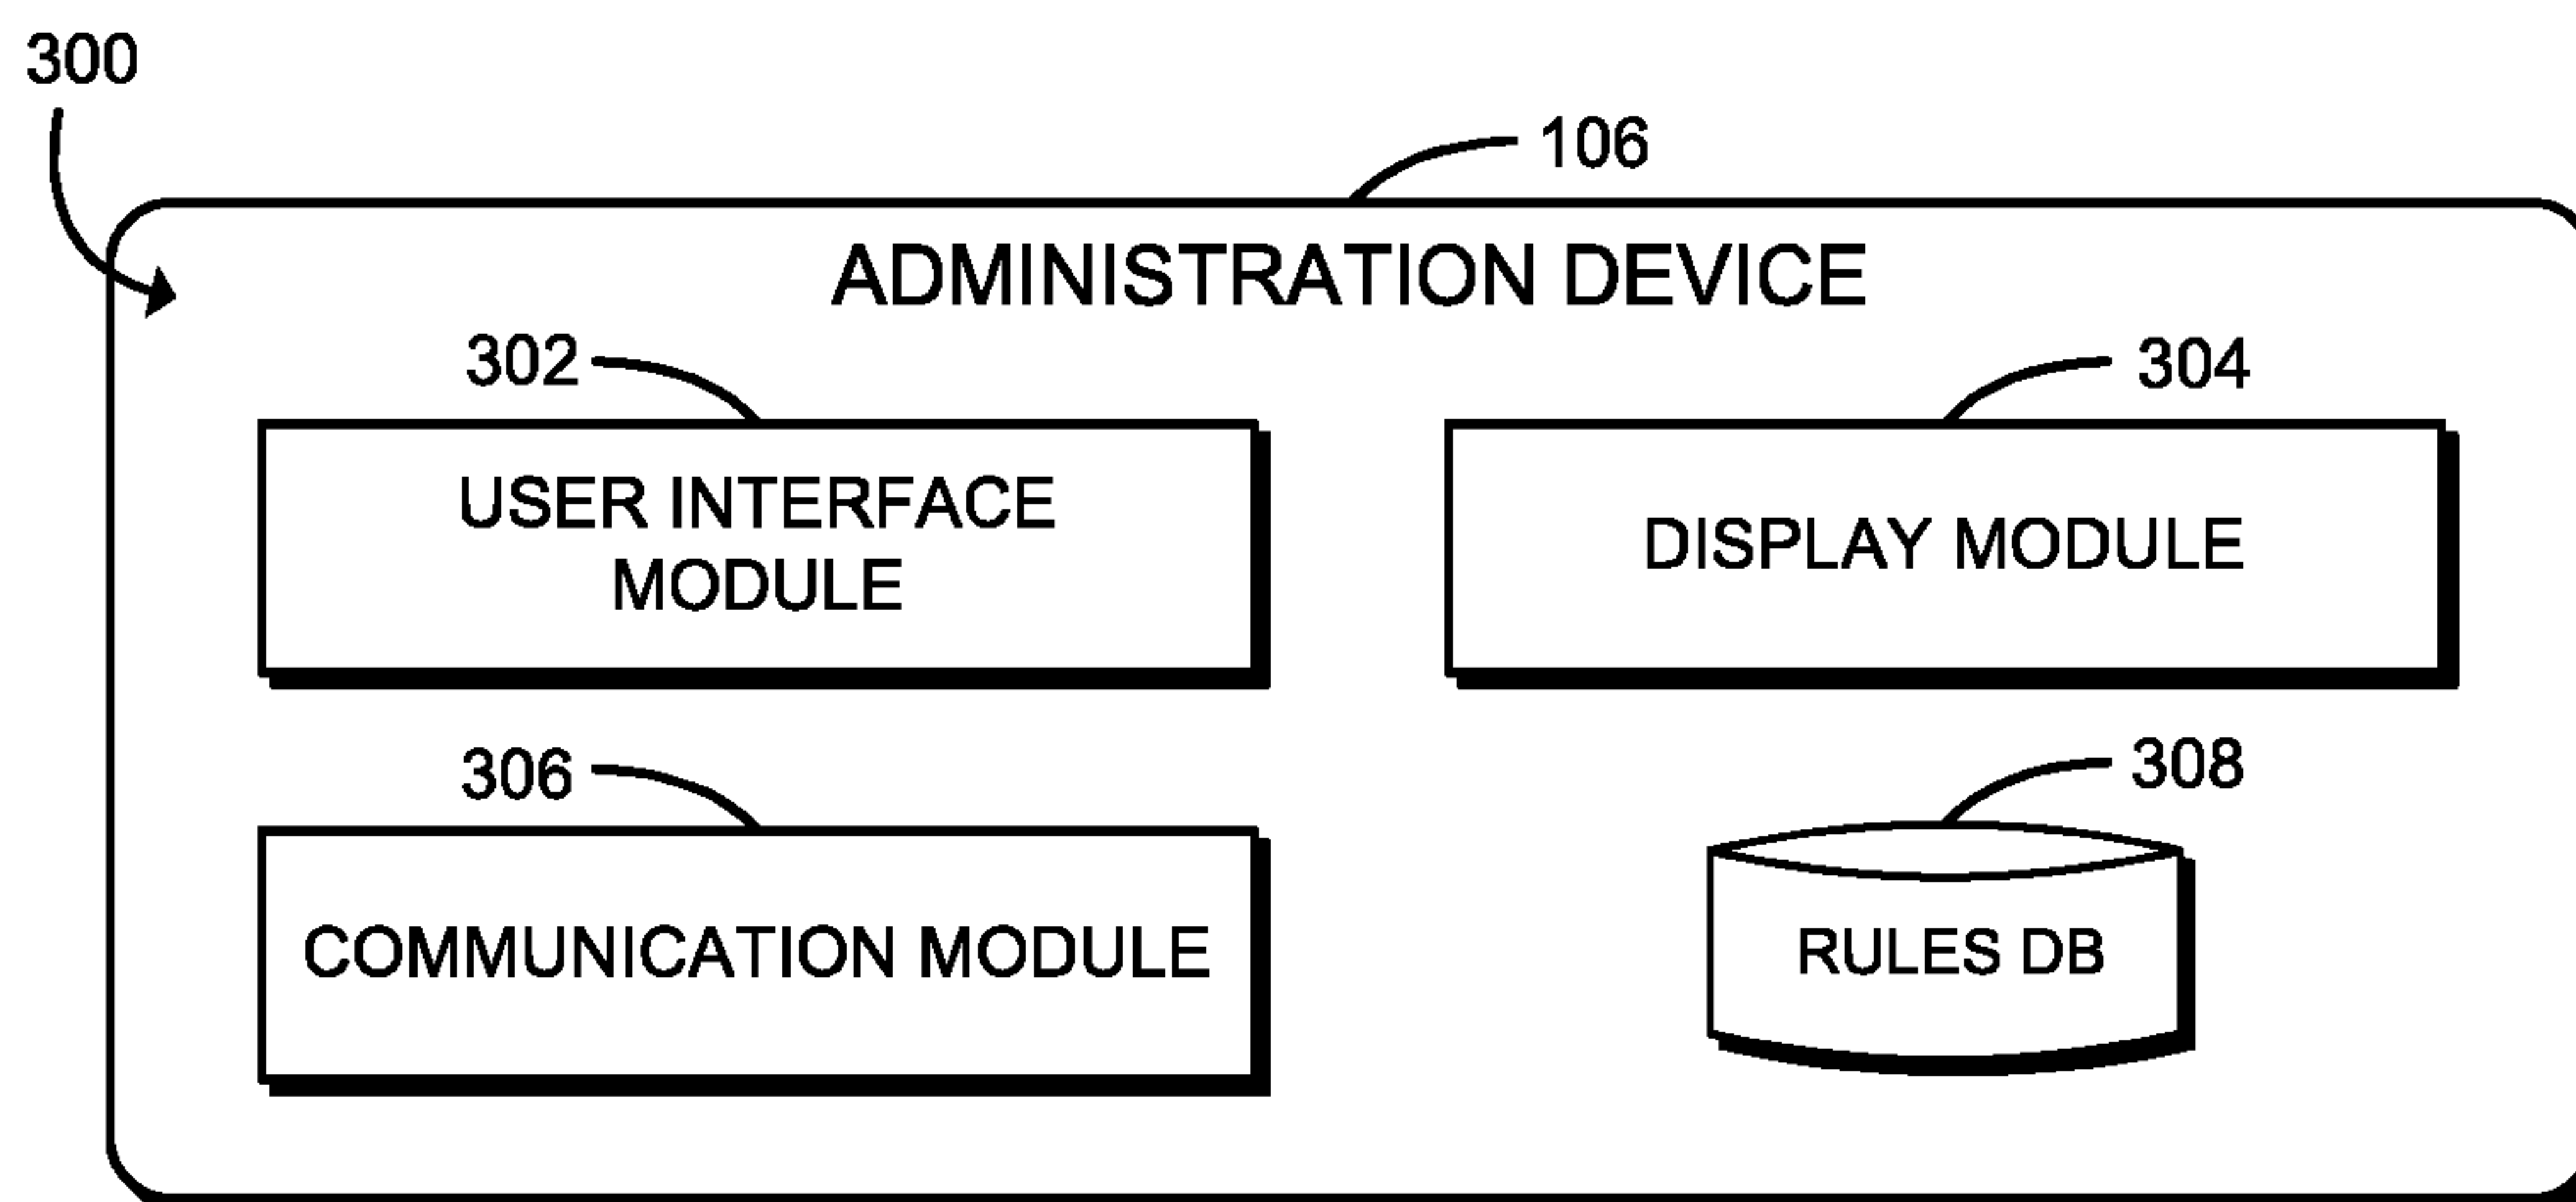 300
106
ADMINISTRATION DEVICE
302
304
USER INTERFACE
MODULE
DISPLAY MODULE
306
308
COMMUNICATION MODULE
RULES DB